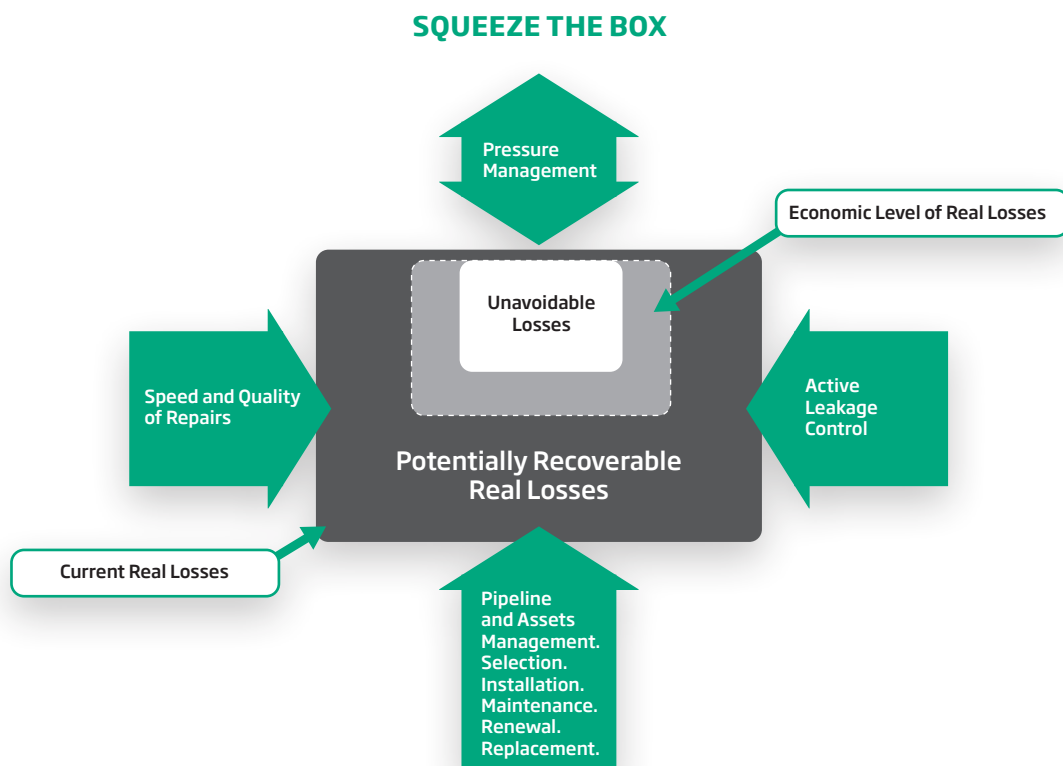 SQUEEZE THE BOX
Pressure
Management
Economic Level of Real Losses
Unavoidable
Losses
Speed and Quality
of Repairs
Active
Leakage
Control
Potentially Recoverable
Real Losses
Current Real Losses
Pipeline
and Assets
Management.
Selection.
Installation.
Maintenance.
Renewal.
Replacement.